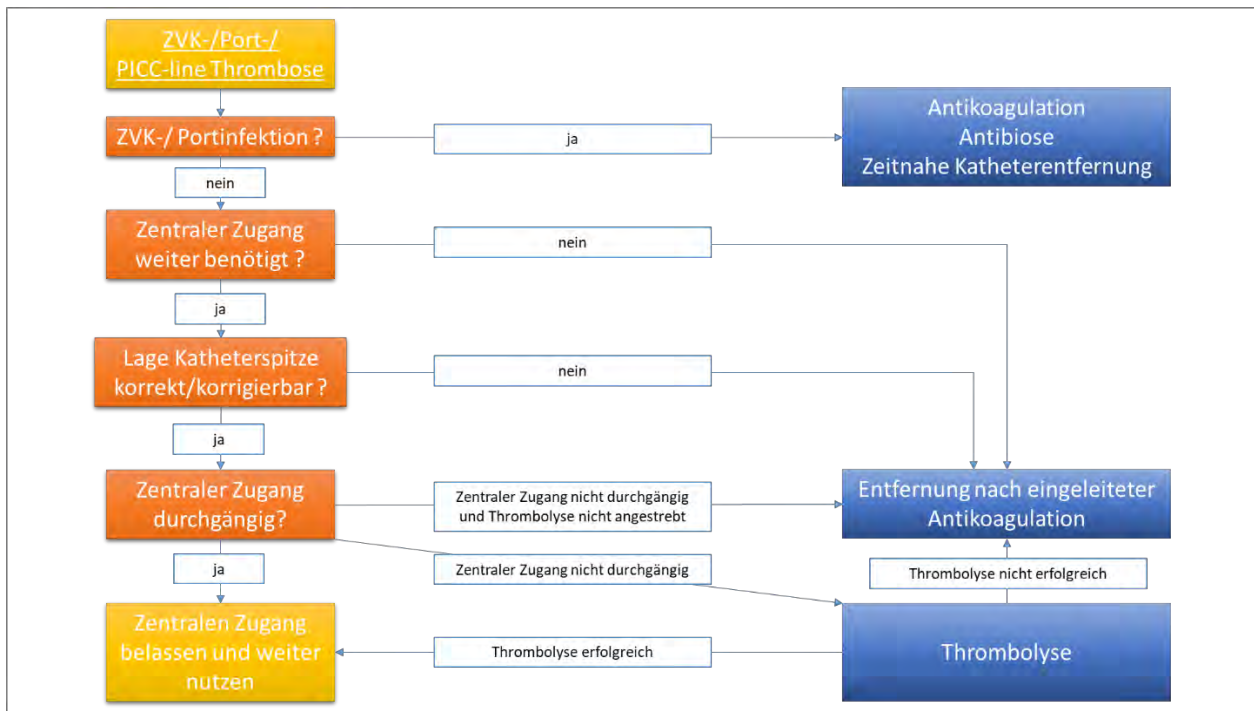 ZVK-/Port-/
PICC-line Thrombose
ZVK-/ Portinfektion ?
ja
Antikoagulation
Antibiose
Zeitnahe Katheterentfernung
nein
Zentraler Zugang
weiter benötigt ?
nein
ja
Lage Katheterspitze
korrekt/korrigierbar ?
nein
ja
Zentraler Zugang
durchgängig?
Zentraler Zugang nicht durchgängig
und Thrombolyse nicht angestrebt
Entfernung nach eingeleiteter
Antikoagulation
ja
Zentraler Zugang nicht durchgängig
Thrombolyse nicht erfolgreich
Zentralen Zugang
belassen und weiter
nutzen
Thrombolyse erfolgreich
Thrombolyse